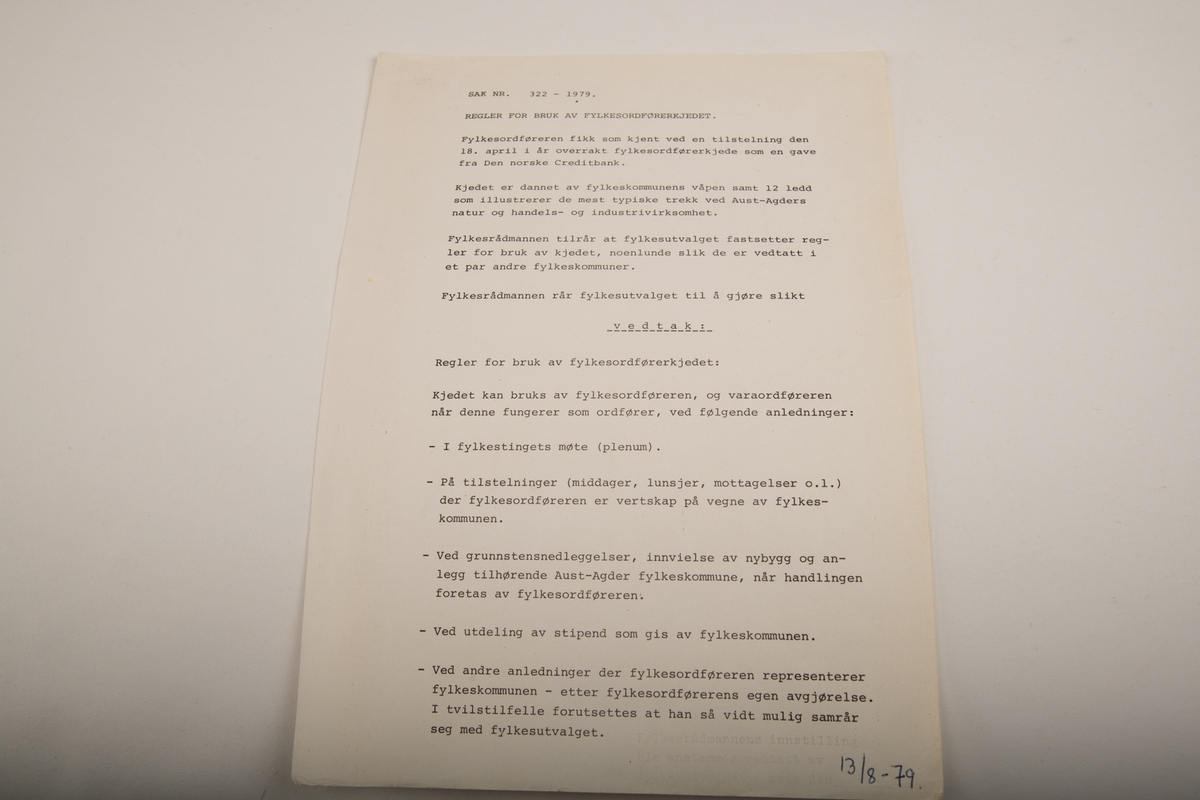 SAK NR. 322 - 1979.
REGLER FOR BRUK AV FYLKESORDFØRERKJEDET.
Fylkesordføreren fikk som kjent ved en tilstelning den
18. april i år overrakt fylkesordførerkjede som en gave
fra Den norske Creditbank.
Kjedet er dannet av fylkeskommunens våpen samt 12 ledd
som illustrerer de mest typiske trekk ved Aust-Agders
natur og handels- og industrivirksomhet.
Fylkesrådmannen tilrår at fylkesutvalget fastsetter reg-
ler for bruk av kjedet, noenlunde slik de er vedtatt i
et par andre fylkeskommuner.
Fylkesrådmannen rår fylkesutvalget til å gjøre slikt
v e d t a k :
Regler for bruk av fylkesordførerkjedet:
Kjedet kan bruks av fylkesordføreren, og varaordføreren
når denne fungerer som ordfører, ved følgende anledninger:
- I fylkestingets møte (plenum).
- På tilstelninger (middager, lunsjer, mottagelser o.l.)
der fylkesordføreren er vertskap på vegne av fylkes-
kommunen.
- Ved grunnstensnedleggelser, innvielse av nybygg og an-
legg tilhørende Aust-Agder fylkeskommune, når handlingen
foretas av fylkesordføreren.
- Ved utdeling av stipend som gis av fylkeskommunen.
- Ved andre anledninger der fylkesordføreren representerer
fylkeskommunen - etter fylkesordførerens egen avgjørelse.
I tvilstilfelle forutsettes at han så vidt mulig samrår
seg med fylkesutvalget.
Fylkesrådmannens innstilling
13/8-79.